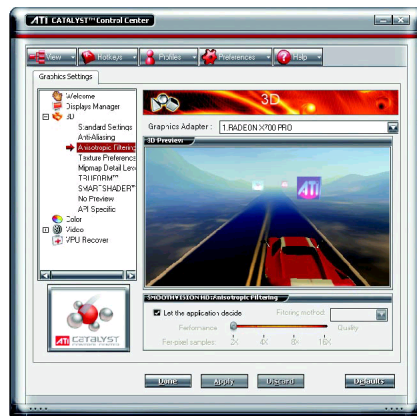 ATI CATALYST™ Control Center
View Hotkeys Profiles Preferences Help
Graphics Settings
Welcome
Displays Manager
3D
Standard Settings
Anti-Aliasing
Anisotropic Filtering
Texture Preference
Mipmap Detail Leve
TRUFORM™
SMARTSHADER™
No Preview
API Specific
Color
Video
VPU Recover
ATI CATALYST
CONTROL CENTER
3D
Graphics Adapter : 1.RADEON X700 PRO
3D Preview
ATI
SMOOTHVISION HD:Anisotropic Filtering
Let the application decide Filtering method:
Performance Quality
Per-pixel samples: 2X 4X 8X 16X
Done Apply Discard Defaults